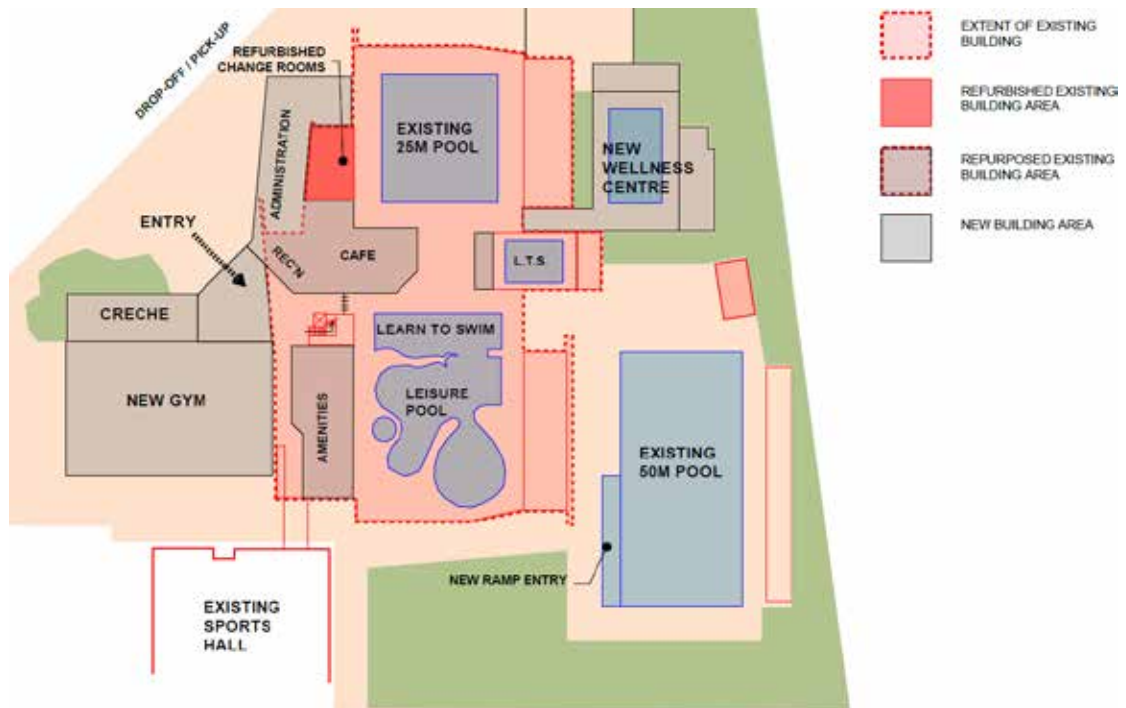 DROP-OFF / PICK-UP
REFURBISHED
CHANGE ROOMS
ADMINISTRATION
EXISTING
25M POOL
NEW
WELLNESS
CENTRE
ENTRY
REC'N
CAFE
L.T.S.
CRECHE
LEARN TO SWIM
NEW GYM
AMENITIES
LEISURE
POOL
EXISTING
50M POOL
NEW RAMP ENTRY
EXISTING
SPORTS
HALL
EXTENT OF EXISTING
BUILDING
REFURBISHED EXISTING
BUILDING AREA
REPURPOSED EXISTING
BUILDING AREA
NEW BUILDING AREA